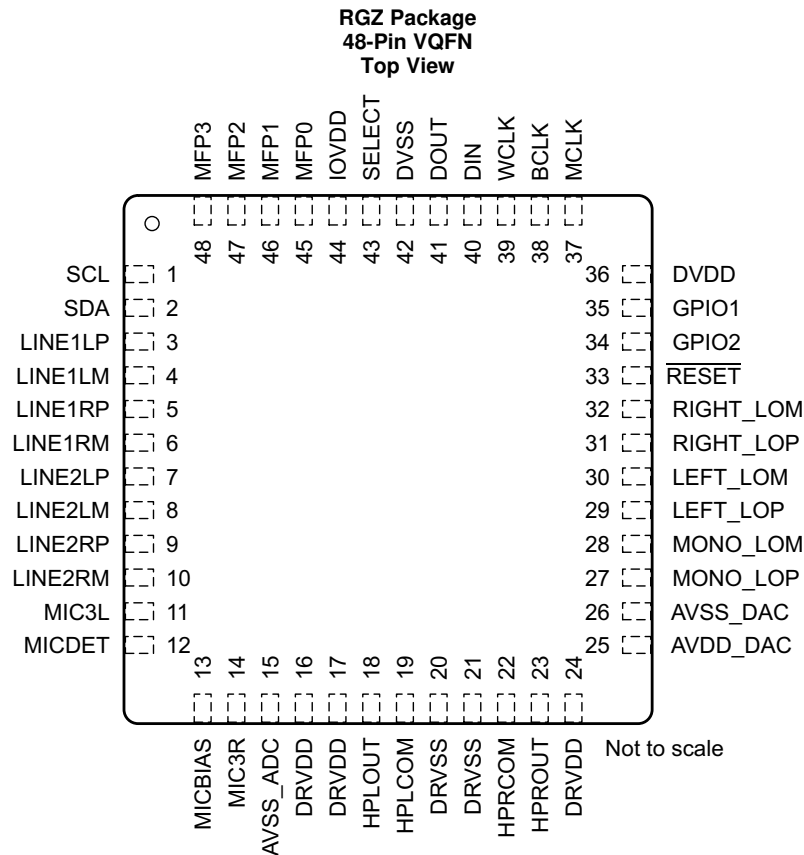 RGZ Package
48-Pin VQFN
Top View
MFP3
MFP2
MFP1
MFP0
IOVDD
SELECT
DVSS
DOUT
DIN
WCLK
BCLK
MCLK
48
47
46
45
44
43
42
41
40
39
38
37
SCL 1
SDA 2
LINE1LP 3
LINE1LM 4
LINE1RP 5
LINE1RM 6
LINE2LP 7
LINE2LM 8
LINE2RP 9
LINE2RM 10
MIC3L 11
MICDET 12
36 DVDD
35 GPIO1
34 GPIO2
33 RESET
32 RIGHT_LOM
31 RIGHT_LOP
30 LEFT_LOM
29 LEFT_LOP
28 MONO_LOM
27 MONO_LOP
26 AVSS_DAC
25 AVDD_DAC
13
14
15
16
17
18
19
20
21
22
23
24
MICBIAS
MIC3R
AVSS_ADC
DRVDD
DRVDD
HPLOUT
HPLCOM
DRVSS
DRVSS
HPRCOM
HPROUT
DRVDD
Not to scale